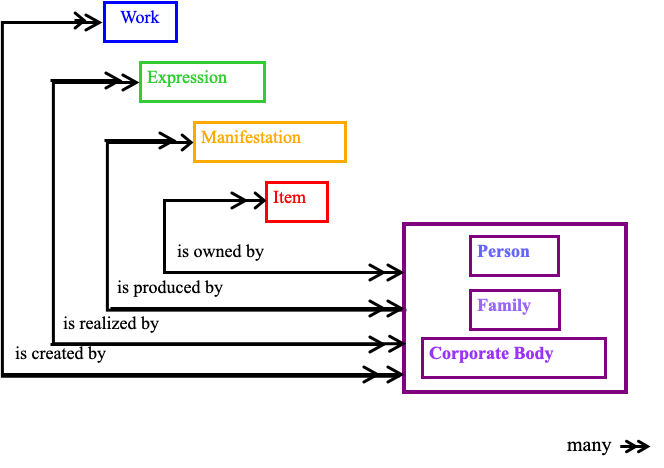 Work
Expression
Manifestation
Item
is owned by
Person
is produced by
Family
is realized by
is created by
Corporate Body
many